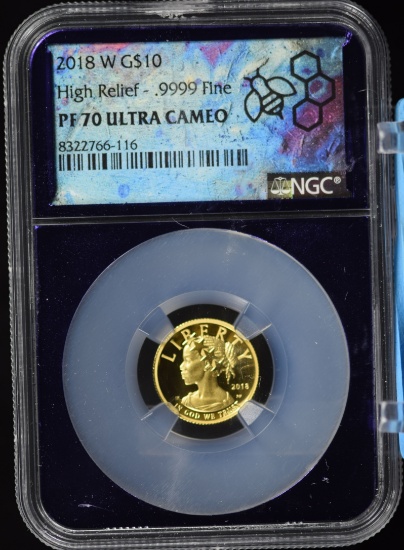 2018 W G$10
High Relief - .9999 Fine
PF 70 ULTRA CAMEO
8322766-116
NGC®
LIBERTY
2018
W
IN GOD WE TRUST